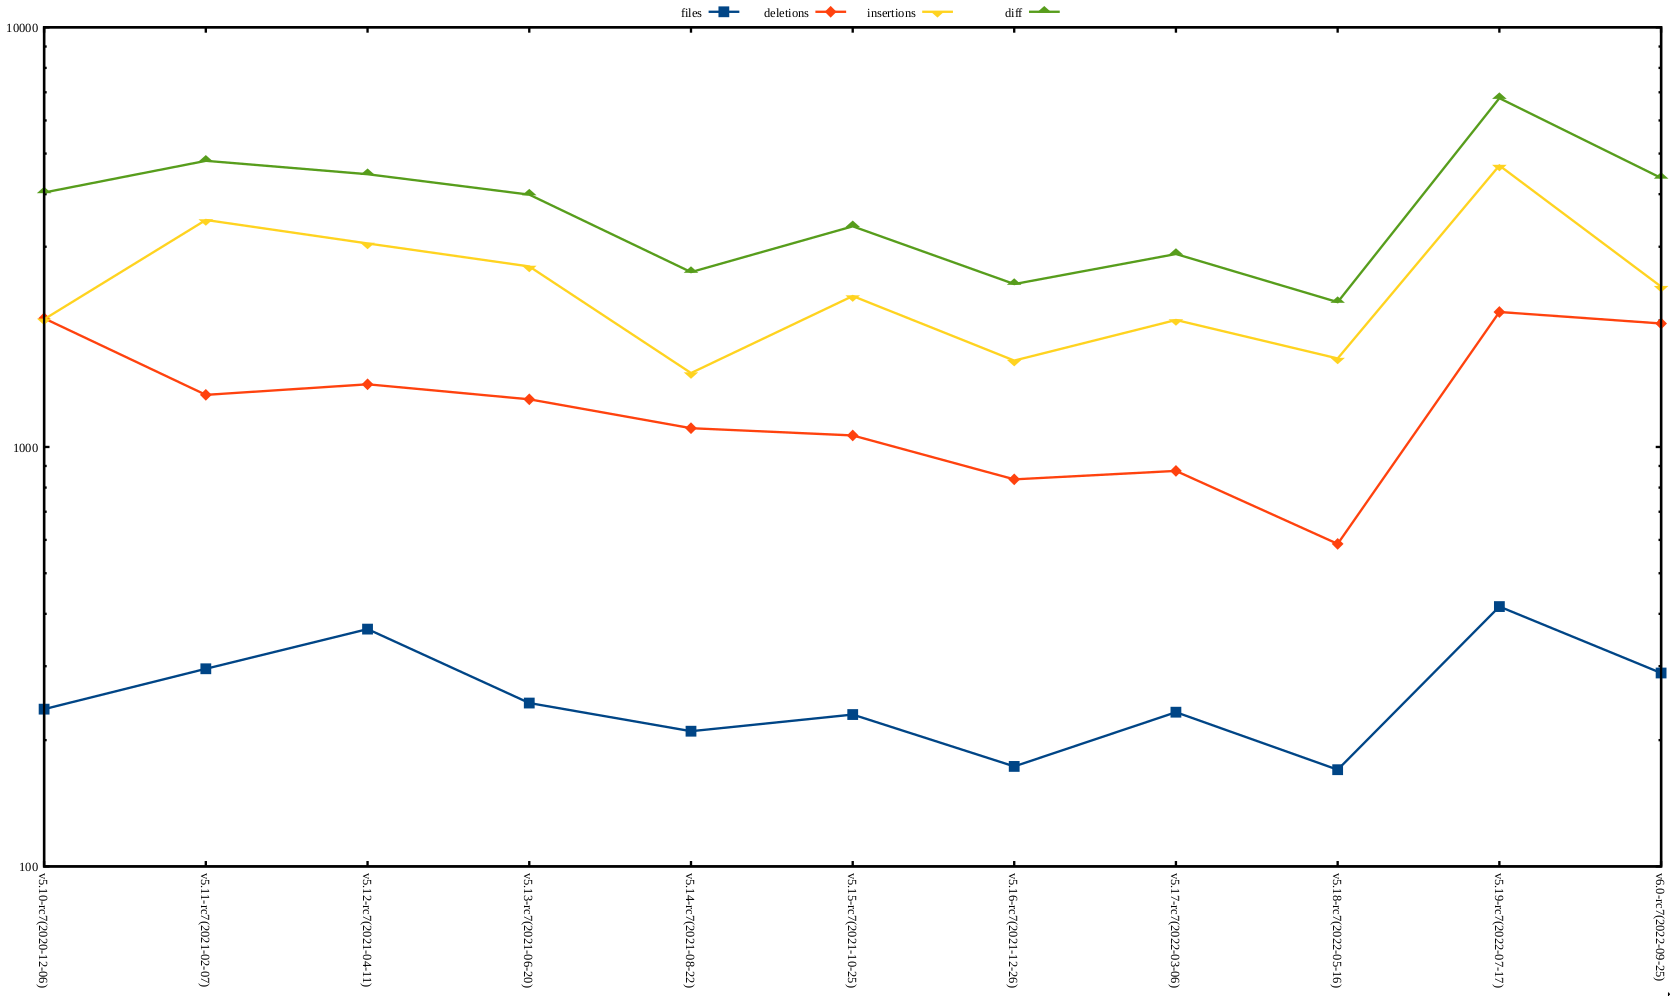 files deletions insertions diff
10000
1000
100
v5.10-rc7(2020-12-06)
v5.11-rc7(2021-02-07)
v5.12-rc7(2021-04-11)
v5.13-rc7(2021-06-20)
v5.14-rc7(2021-08-22)
v5.15-rc7(2021-10-25)
v5.16-rc7(2021-12-26)
v5.17-rc7(2022-03-06)
v5.18-rc7(2022-05-16)
v5.19-rc7(2022-07-17)
v6.0-rc7(2022-09-25)